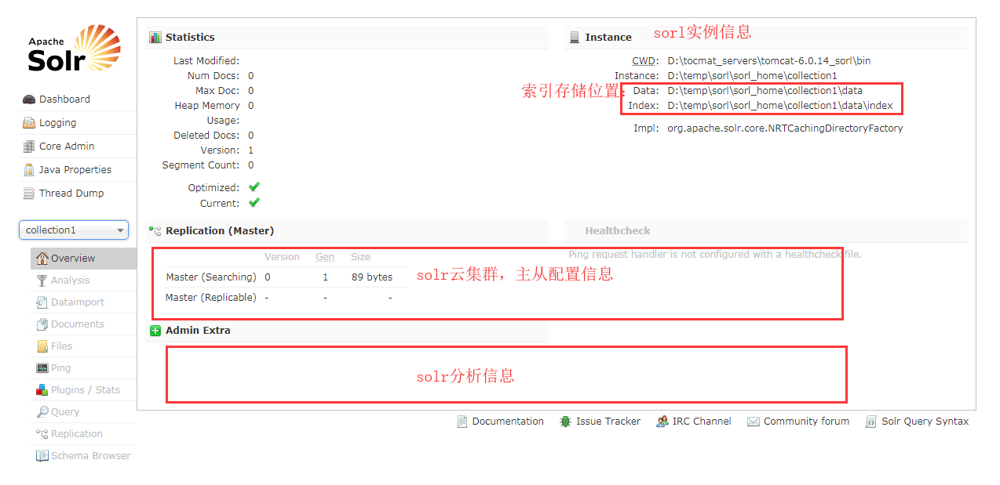 Apache
Solr
Dashboard
Logging
Core Admin
Java Properties
Thread Dump
collection1
Overview
Analysis
Dataimport
Documents
Files
Ping
Plugins / Stats
Query
Replication
Schema Browser
Statistics
Last Modified:
Num Docs: 0
Max Doc: 0
Heap Memory Usage: 0
Deleted Docs: 0
Version: 1
Segment Count: 0
Optimized:
Current:
Instance
sorl实例信息
CWD: D:\tocmat_servers\tomcat-6.0.14_sorl\bin
Instance: D:\temp\sorl\sorl_home\collection1
索引存储位置:
Data: D:\temp\sorl\sorl_home\collection1\data
Index: D:\temp\sorl\sorl_home\collection1\data\index
Impl: org.apache.solr.core.NRTCachingDirectoryFactory
Replication (Master)
Version Gen Size
Master (Searching) 0 1 89 bytes
Master (Replicable) - - -
solr云集群，主从配置信息
Healthcheck
Ping request handler is not configured with a healthcheck file.
Admin Extra
solr分析信息
Documentation
Issue Tracker
IRC Channel
Community forum
Solr Query Syntax